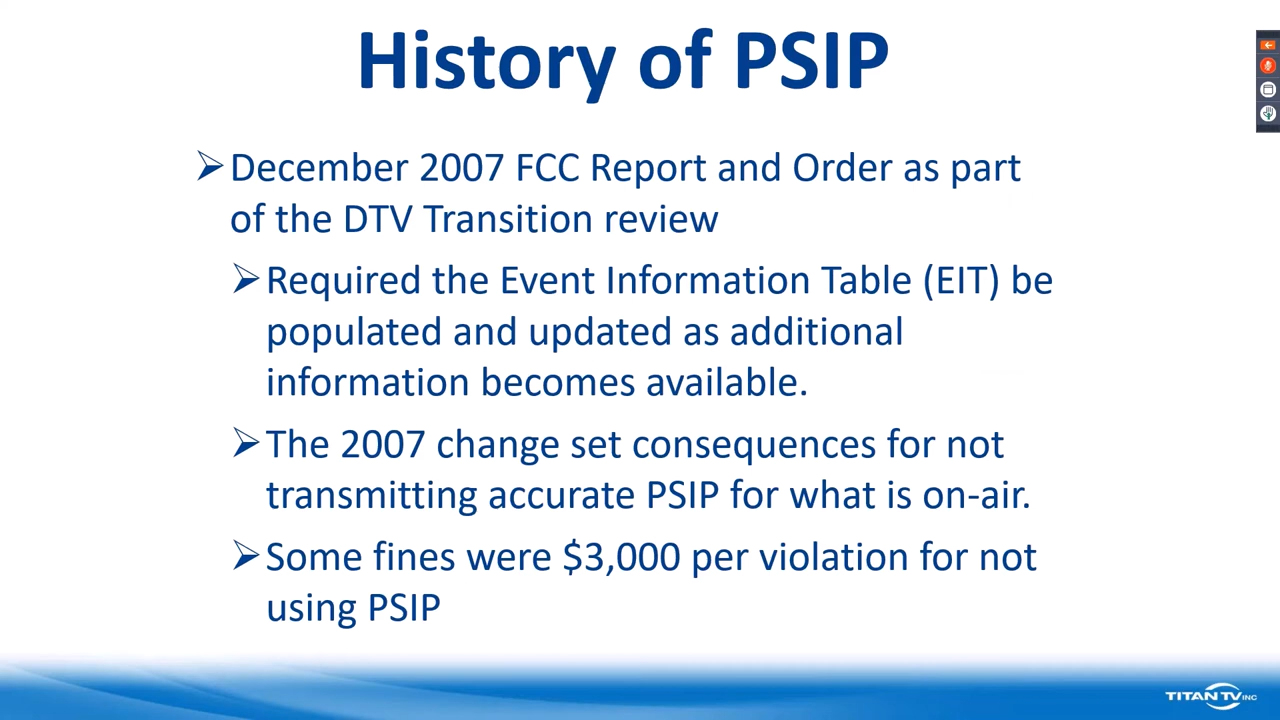 History of PSIP
December 2007 FCC Report and Order as part
of the DTV Transition review
Required the Event Information Table (EIT) be
populated and updated as additional
information becomes available.
The 2007 change set consequences for not
transmitting accurate PSIP for what is on-air.
Some fines were $3,000 per violation for not
using PSIP
TITAN TV INC